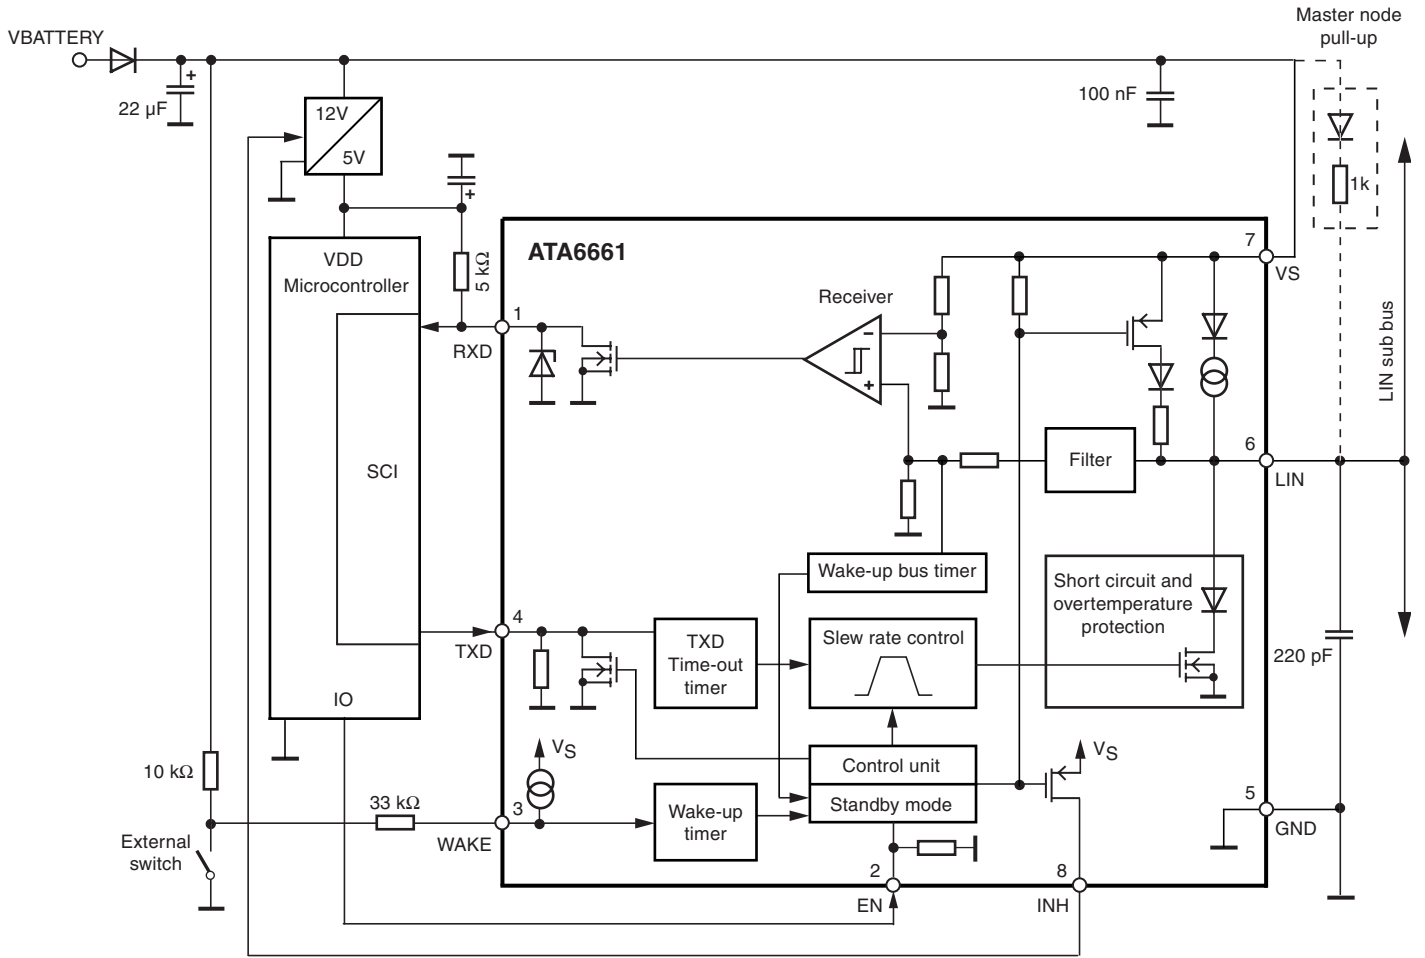 Master node
pull-up
VBATTERY
22 µF
+
12V
5V
100 nF
1k
+
ATA6661
7
VS
VDD
Microcontroller
5 kΩ
Receiver
LIN sub bus
1
RXD
-
+
SCI
Filter
6
LIN
Wake-up bus timer
Short circuit and
overtemperature
protection
4
TXD
TXD
Time-out
timer
Slew rate control
220 pF
IO
VS
Control unit
VS
10 kΩ
33 kΩ
3
WAKE
Wake-up
timer
Standby mode
5
GND
External
switch
2
EN
8
INH